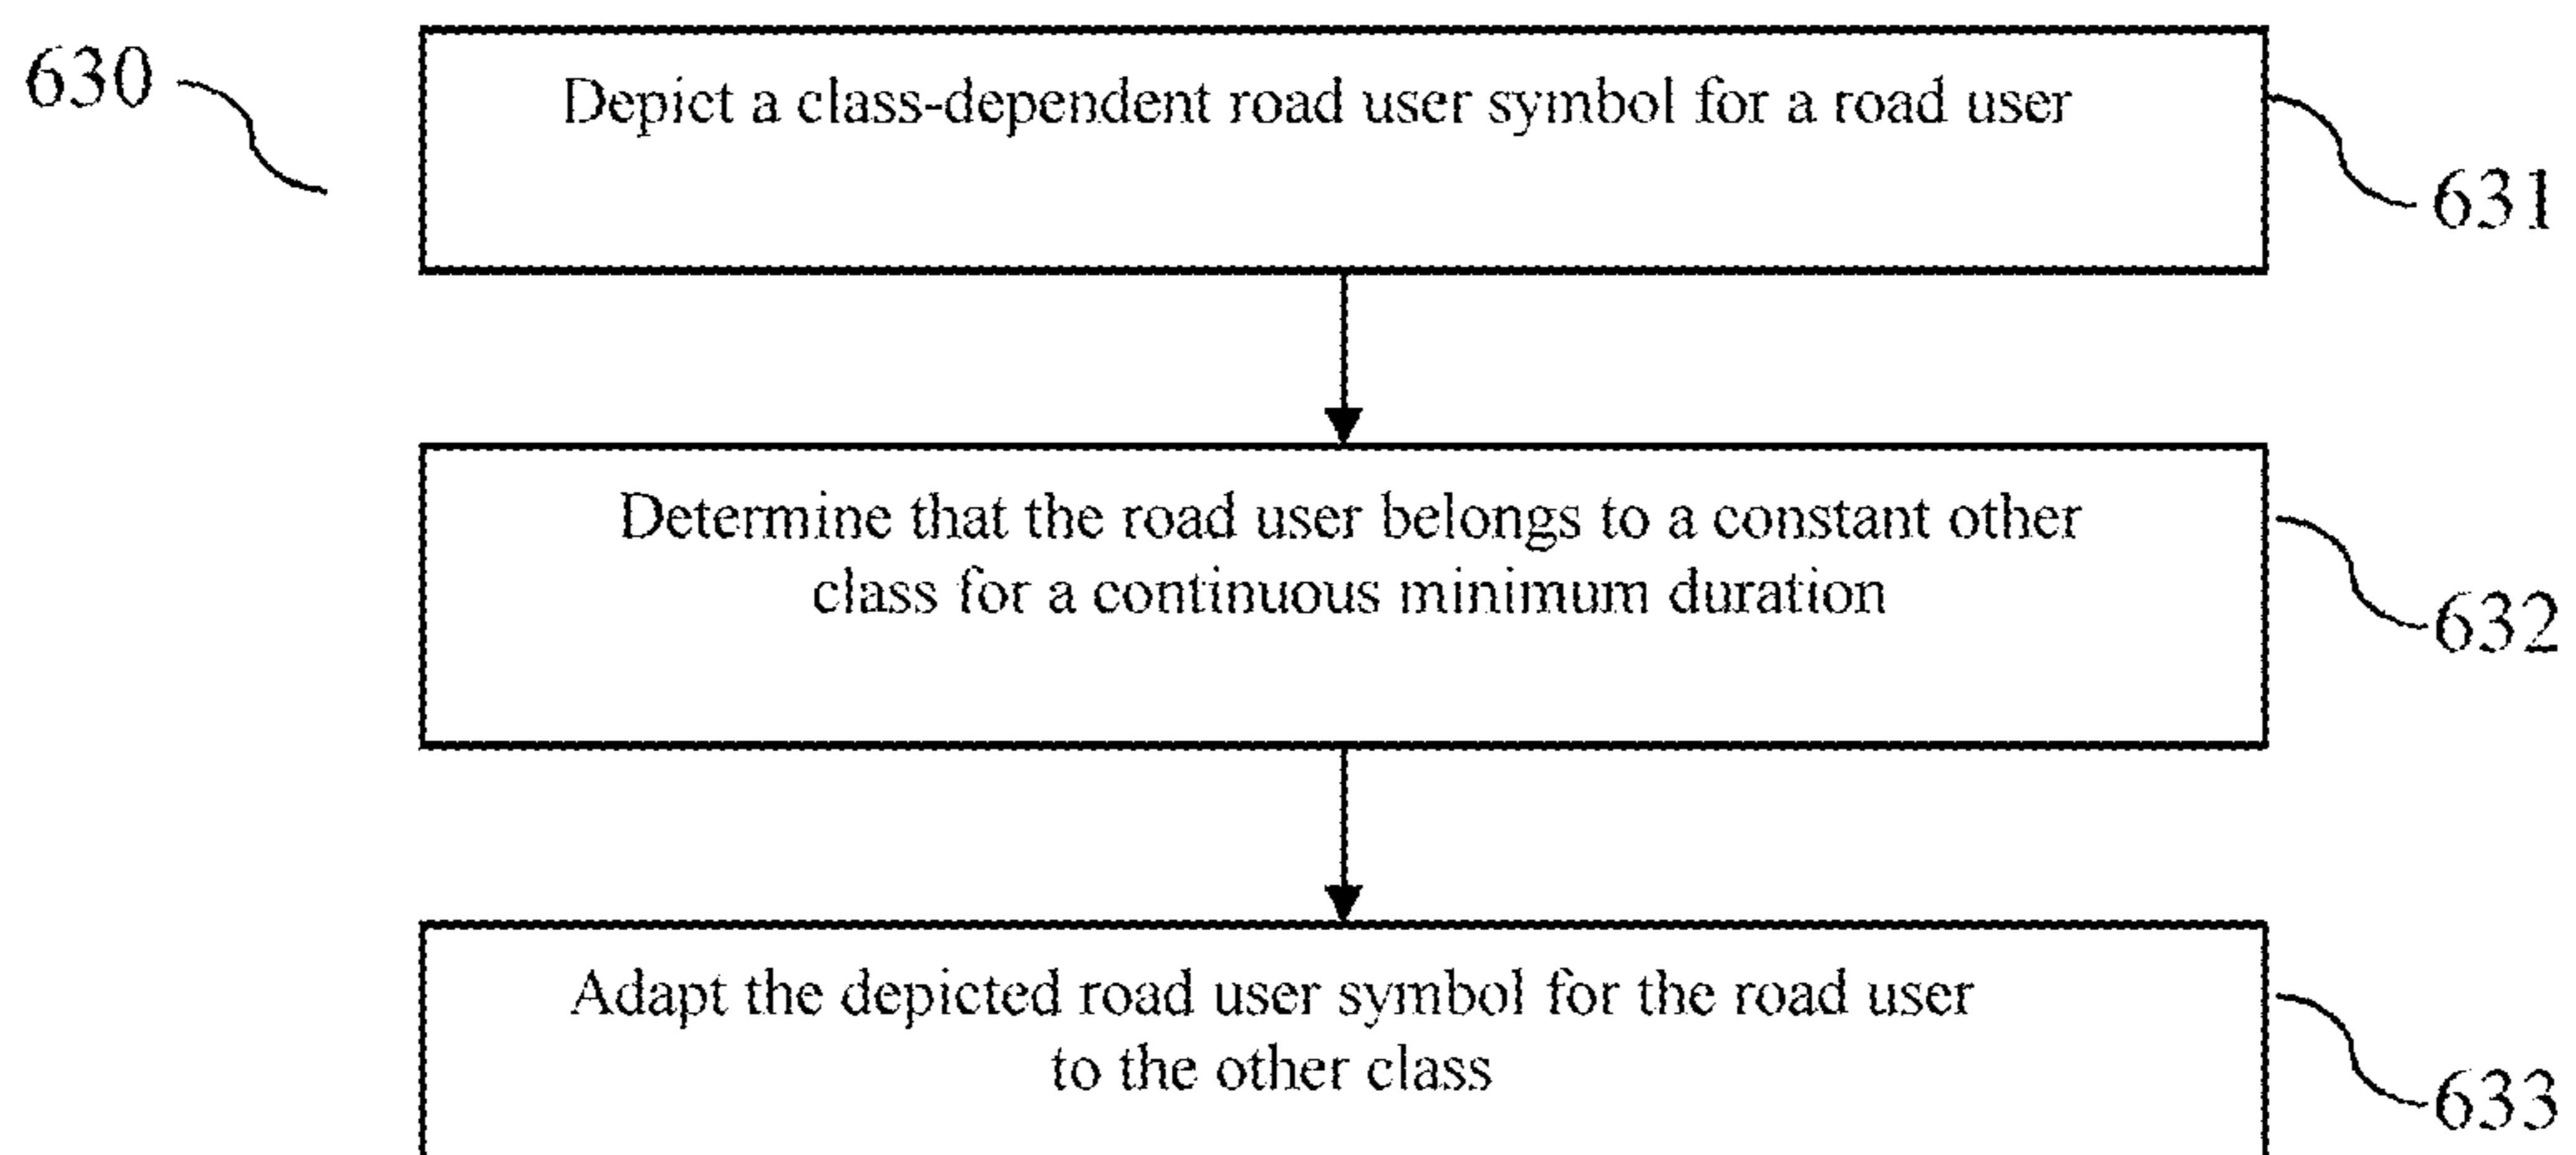 630
Depict a class-dependent road user symbol for a road user
631
Determine that the road user belongs to a constant other
class for a continuous minimum duration
632
Adapt the depicted road user symbol for the road user
to the other class
633